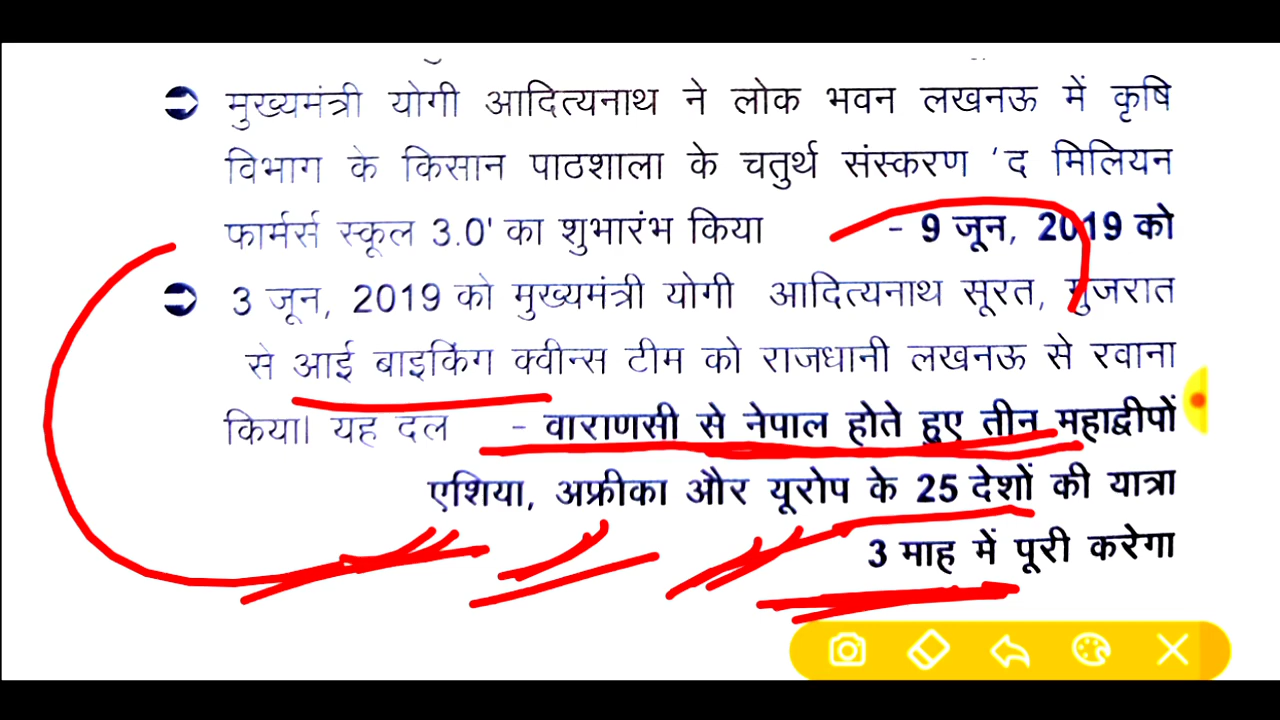 मुख्यमंत्री योगी आदित्यनाथ ने लोक भवन लखनऊ में कृषि
विभाग के किसान पाठशाला के चतुर्थ संस्करण 'द मिलियन
फार्मर्स स्कूल 3.0' का शुभारंभ किया - 9 जून, 2019 को
3 जून, 2019 को मुख्यमंत्री योगी आदित्यनाथ सूरत, गुजरात
से आई बाइकिंग क्वीन्स टीम को राजधानी लखनऊ से रवाना
किया। यह दल - वाराणसी से नेपाल होते हुए तीन महाद्वीपों
एशिया, अफ्रीका और यूरोप के 25 देशों की यात्रा
3 माह में पूरी करेगा